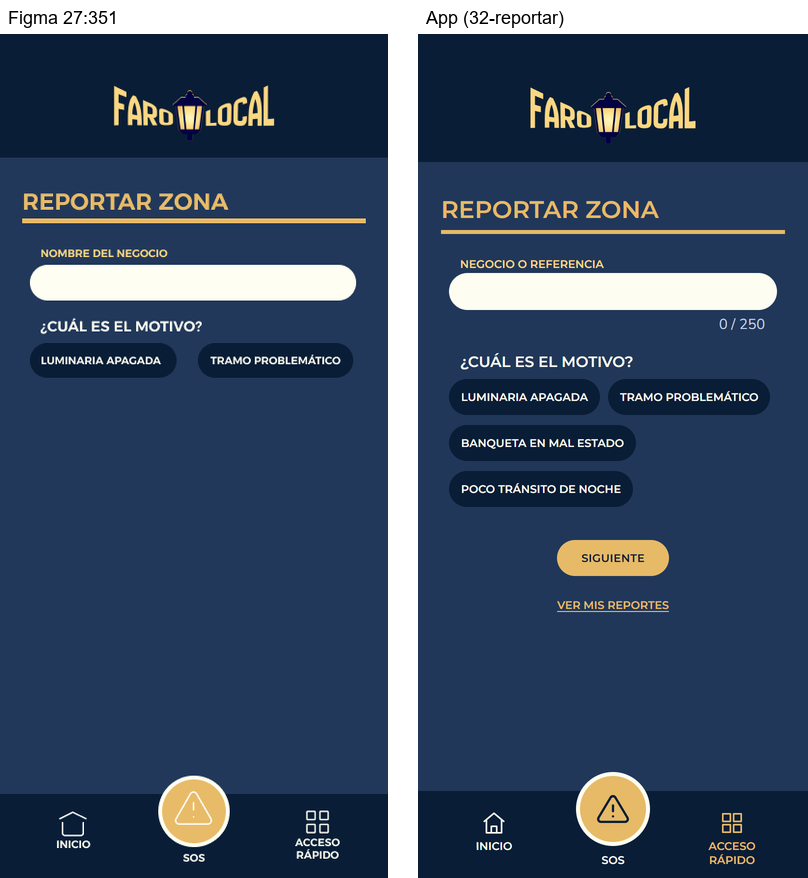 Figma 27:351
FARO LOCAL
REPORTAR ZONA
NOMBRE DEL NEGOCIO
¿CUÁL ES EL MOTIVO?
LUMINARIA APAGADA
TRAMO PROBLEMÁTICO
INICIO
SOS
ACCESO
RÁPIDO
App (32-reportar)
FARO LOCAL
REPORTAR ZONA
NEGOCIO O REFERENCIA
0 / 250
¿CUÁL ES EL MOTIVO?
LUMINARIA APAGADA
TRAMO PROBLEMÁTICO
BANQUETA EN MAL ESTADO
POCO TRÁNSITO DE NOCHE
SIGUIENTE
VER MIS REPORTES
INICIO
SOS
ACCESO
RÁPIDO